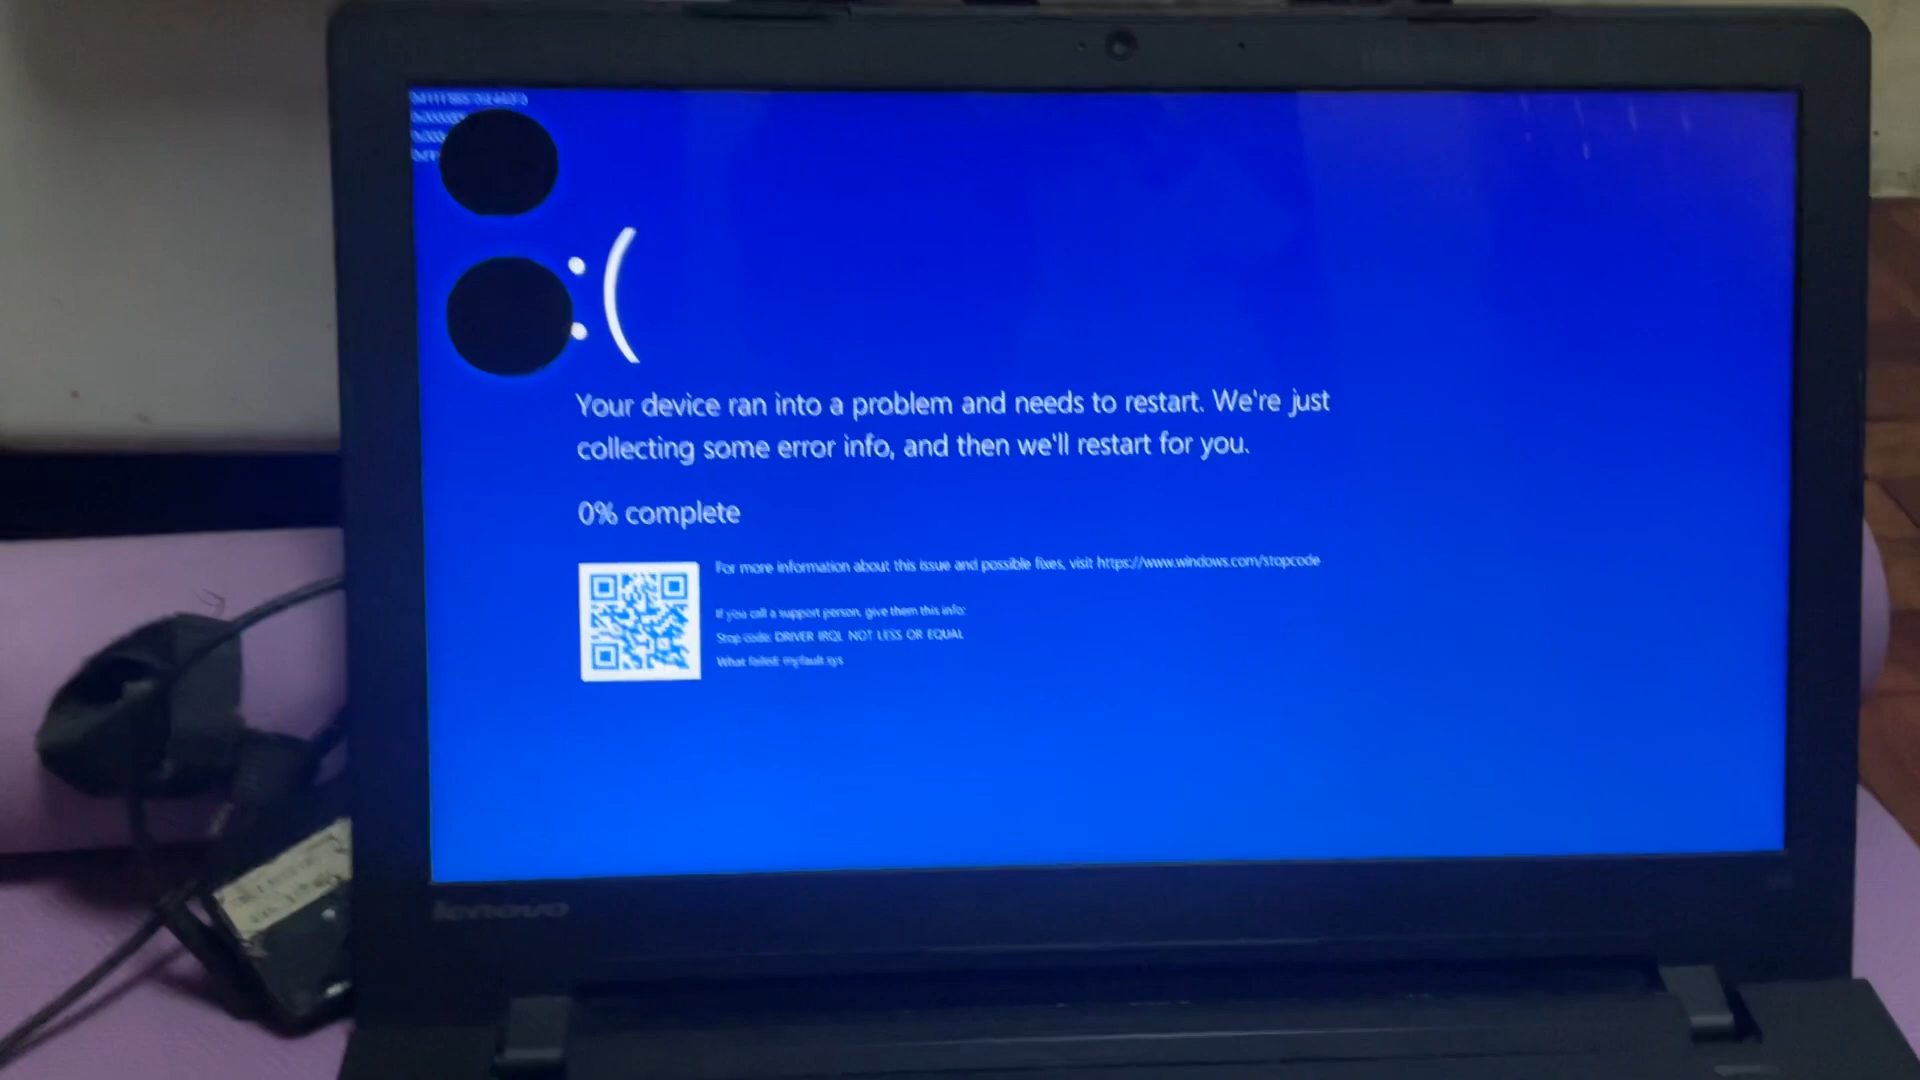 :(
Your device ran into a problem and needs to restart. We're just
collecting some error info, and then we'll restart for you.
0% complete
For more information about this issue and possible fixes, visit https://www.windows.com/stopcode
If you call a support person, give them this info:
Stop code: DRIVER IRQL NOT LESS OR EQUAL
What failed: myfault.sys
lenovo